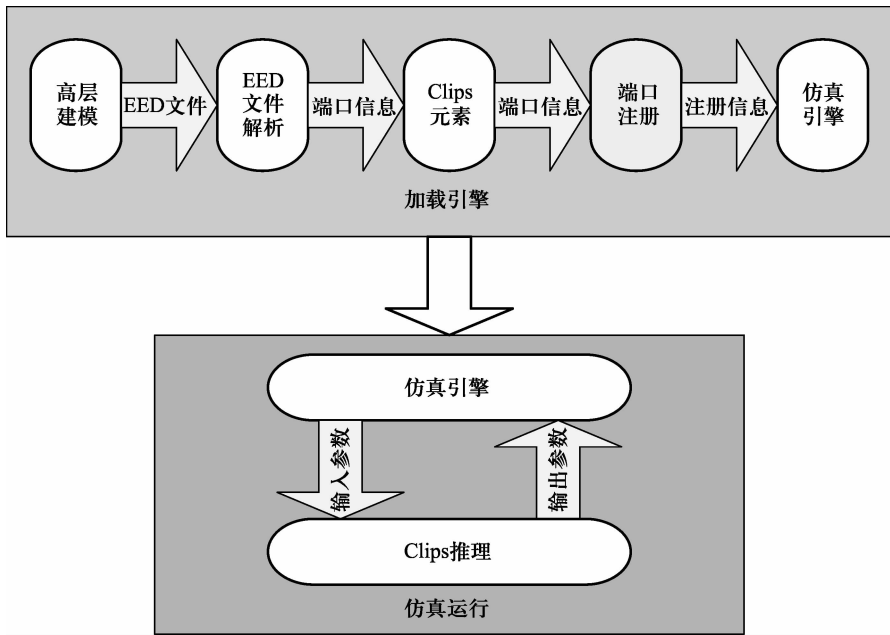 高层
建模
EED文件
EED
文件
解析
端口信息
Clips
元素
端口信息
端口
注册
注册信息
仿真
引擎
加载引擎
仿真引擎
输入参数
输出参数
Clips推理
仿真运行